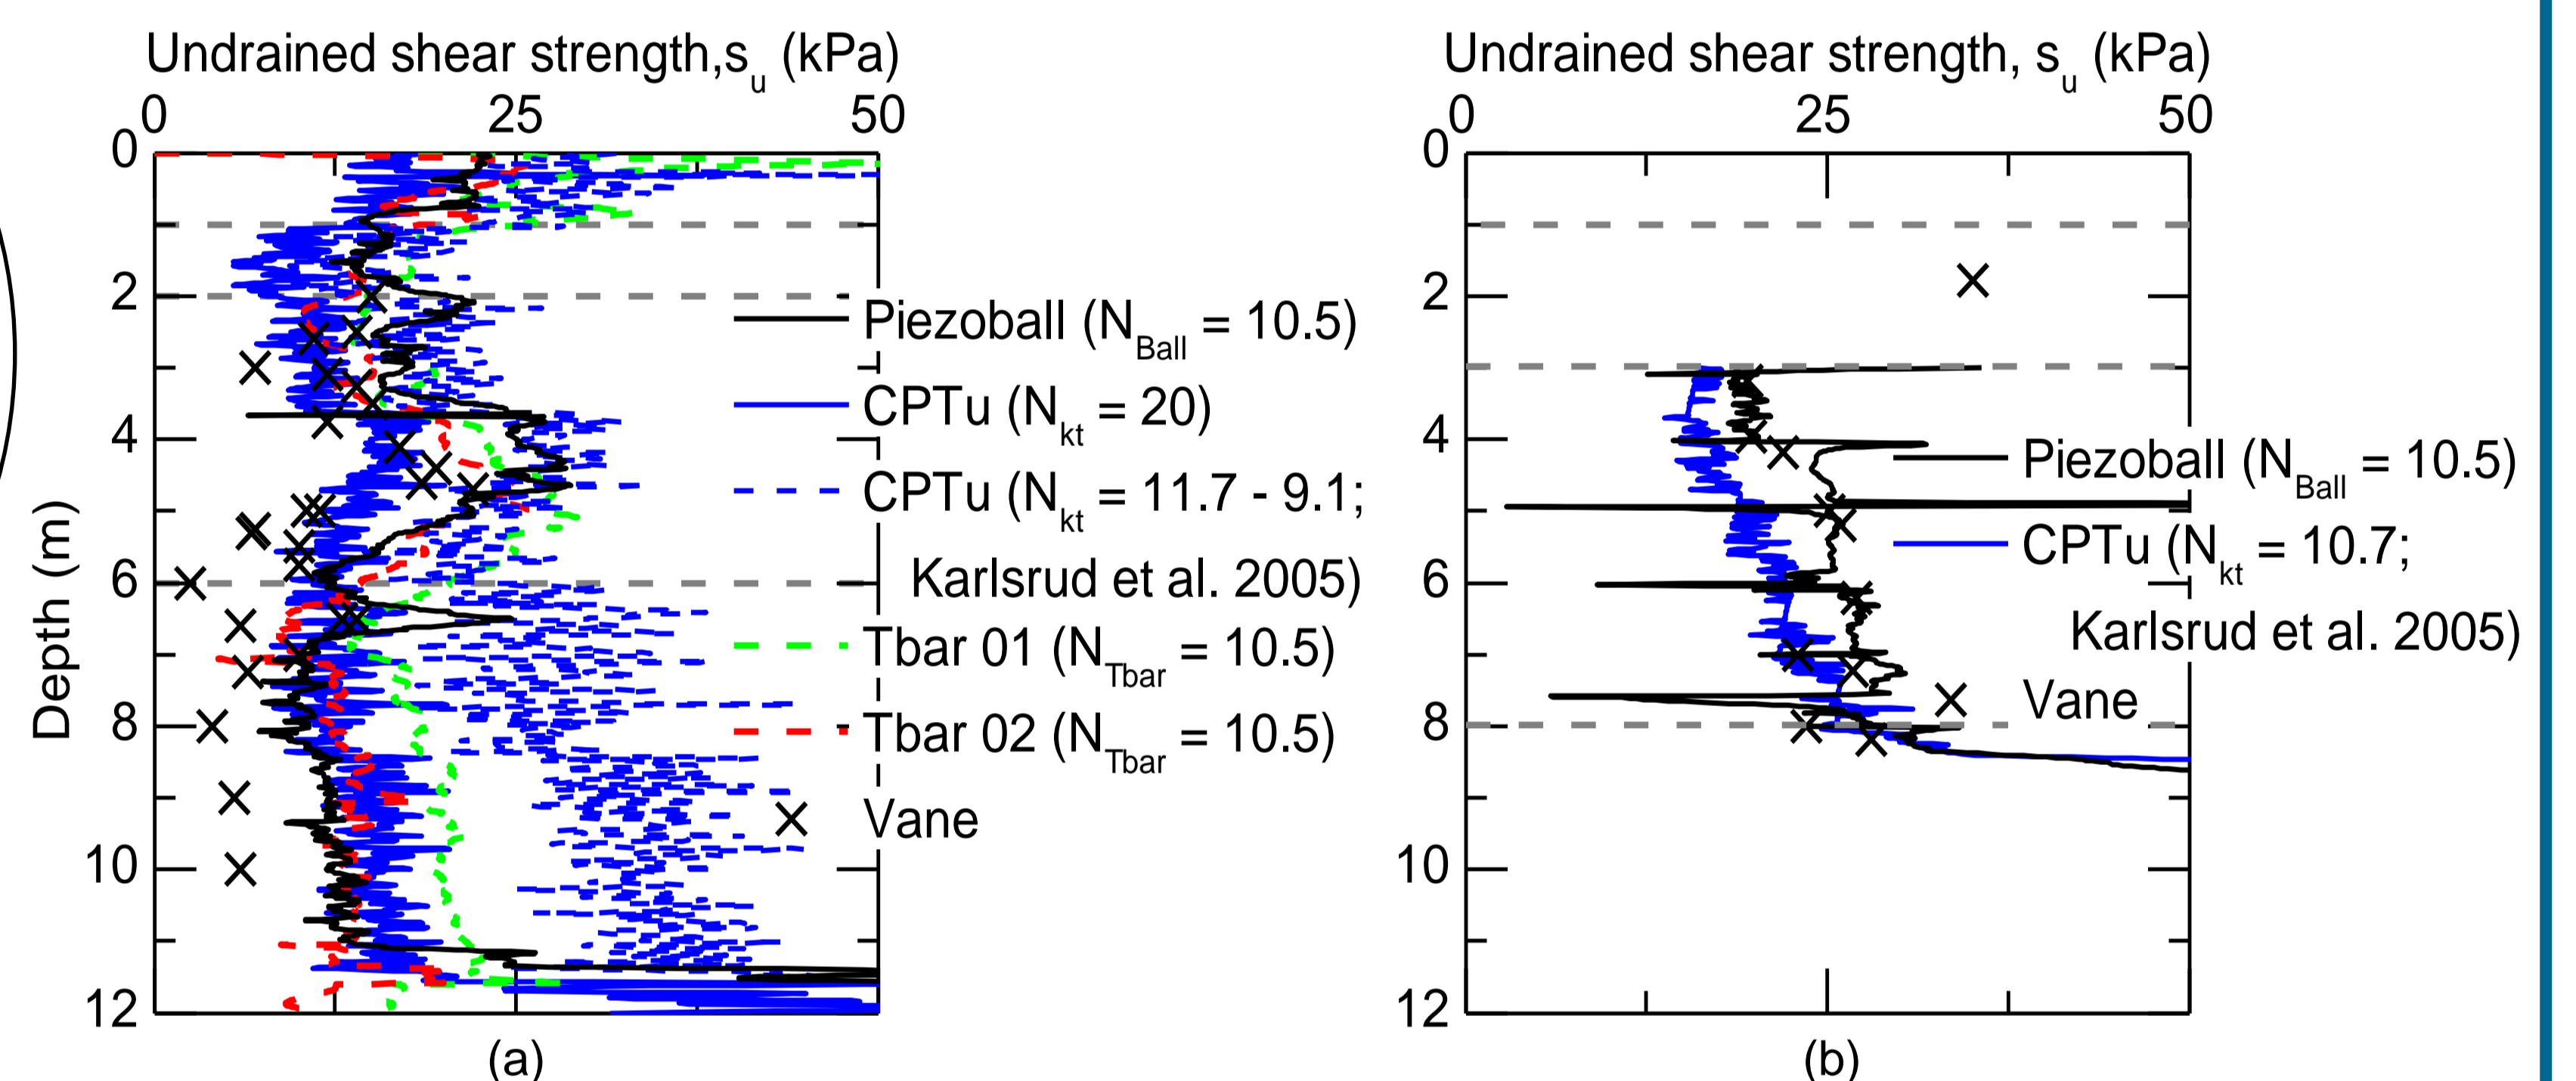 Undrained shear strength,su (kPa)
0 25 50
0
2
4
6
8
10
12
Depth (m)
Piezoball (NBall = 10.5)
CPTu (Nkt = 20)
CPTu (Nkt = 11.7 - 9.1;
Karlsrud et al. 2005)
Tbar 01 (NTbar = 10.5)
Tbar 02 (NTbar = 10.5)
Vane
(a)
Undrained shear strength, su (kPa)
0 25 50
0
2
4
6
8
10
12
Piezoball (NBall = 10.5)
CPTu (Nkt = 10.7;
Karlsrud et al. 2005)
Vane
(b)